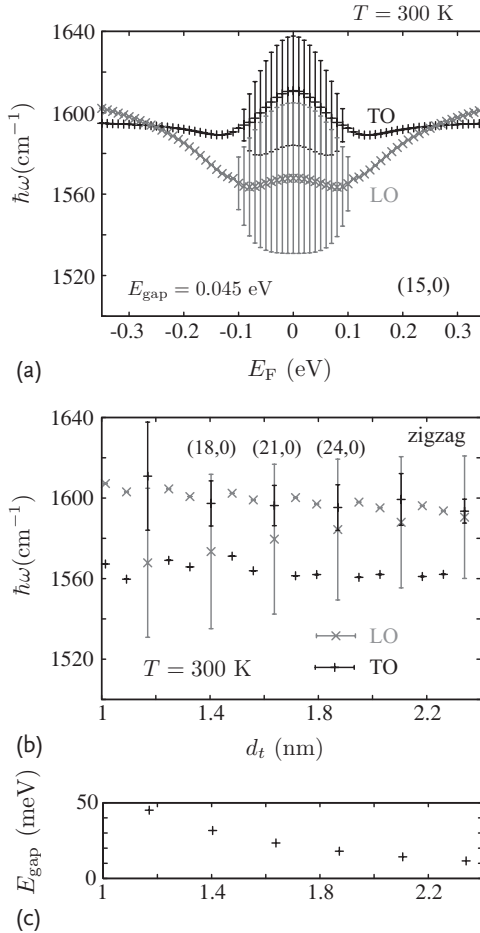 T = 300 K
1640
1600
1560
1520
ħω(cm⁻¹)
TO
LO
E_gap = 0.045 eV
(15,0)
-0.3 -0.2 -0.1 0 0.1 0.2 0.3
(a)
E_F (eV)
1640
1600
1560
1520
ħω(cm⁻¹)
(18,0) (21,0) (24,0) zigzag
LO
TO
T = 300 K
1 1.4 1.8 2.2
(b)
d_t (nm)
50
0
E_gap (meV)
1 1.4 1.8 2.2
(c)